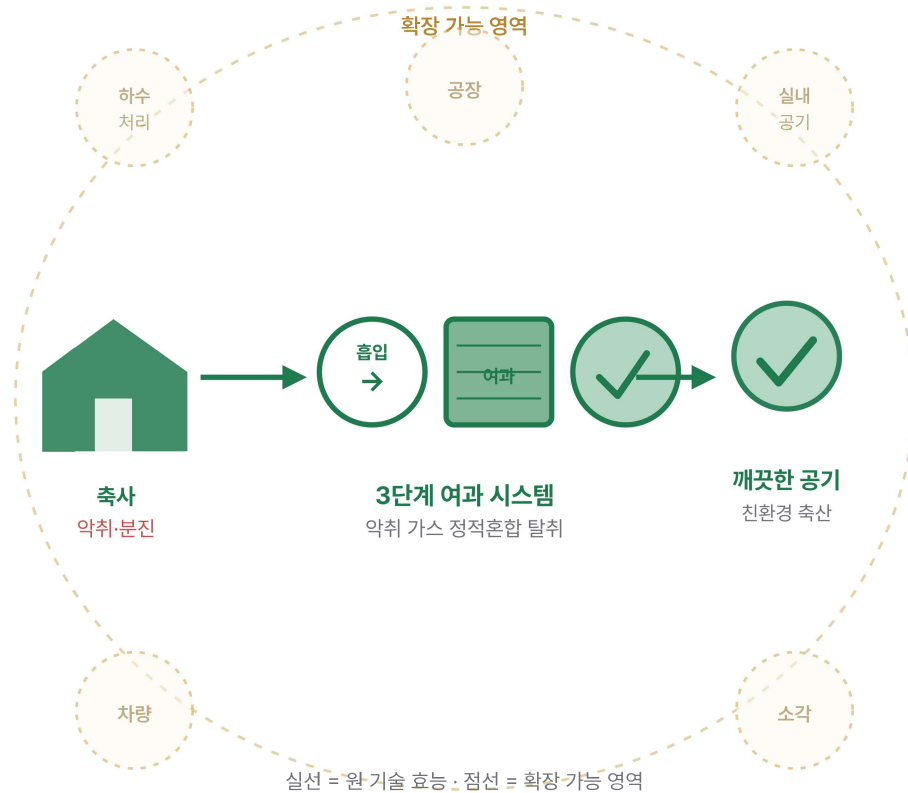 확장 가능 영역
하수
처리
공장
실내
공기
흡입
→
여과
축사
악취·분진
3단계 여과 시스템
악취 가스 정적혼합 탈취
깨끗한 공기
친환경 축산
차량
소각
실선 = 원 기술 효능 · 점선 = 확장 가능 영역